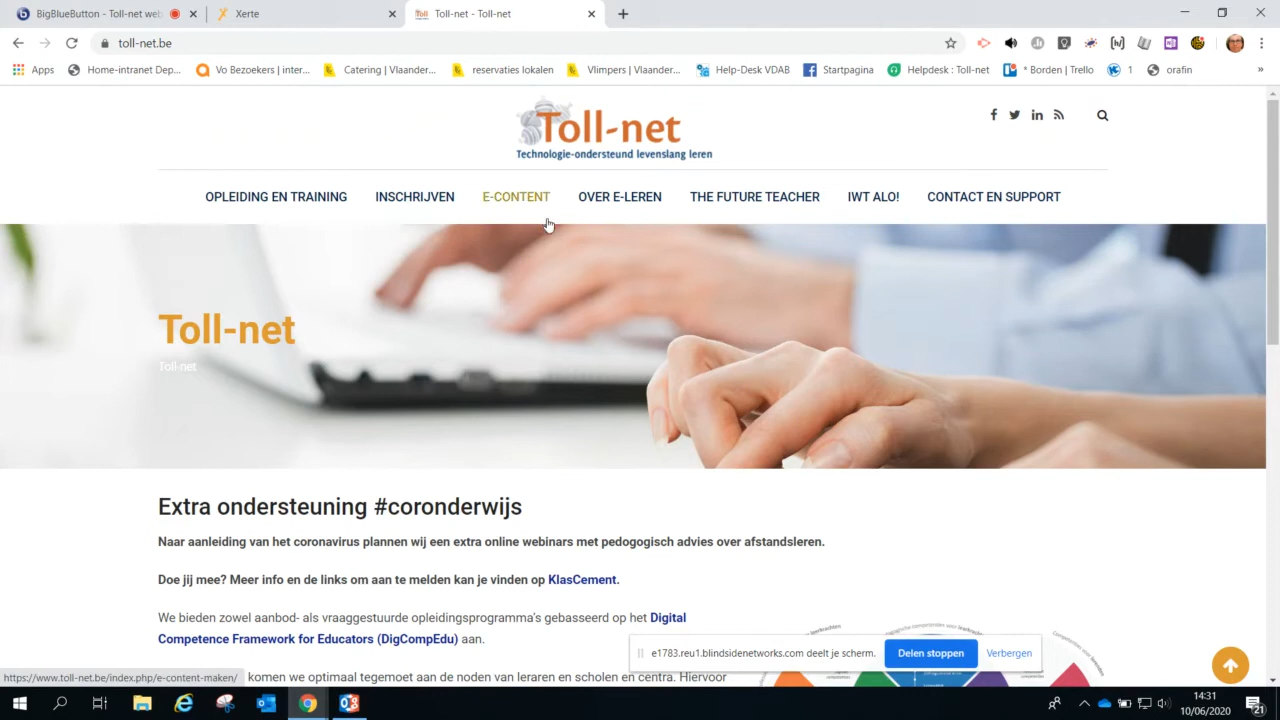 BigBlueButton - Toll-net web
Xerte
Toll-net - Toll-net
toll-net.be
Apps
Home-intranet Dep...
Vo Bezoekers | inter...
Catering | Vlaander...
reservaties lokalen
Vlimpers | Vlaander...
Help-Desk VDAB
Startpagina
Helpdesk : Toll-net
* Borden | Trello
1
orafin
»
Toll-net
Technologie-ondersteund levenslang leren
OPLEIDING EN TRAINING
INSCHRIJVEN
E-CONTENT
OVER E-LEREN
THE FUTURE TEACHER
IWT ALO!
CONTACT EN SUPPORT
Toll-net
Toll-net
Extra ondersteuning #coronderwijs
Naar aanleiding van het coronavirus plannen wij een extra online webinars met pedogogisch advies over afstandsleren.
Doe jij mee? Meer info en de links om aan te melden kan je vinden op KlasCement.
We bieden zowel aanbod- als vraaggestuurde opleidingsprogramma's gebasseerd op het Digital
Competence Framework for Educators (DigCompEdu) aan.
e1783.reu1.blindsidenetworks.com deelt je scherm.
Delen stoppen
Verbergen
komen we optimaal tegemoet aan de noden van leraren en scholen en centra. Hiervoor
https://www.toll-net.be/index.php/e-content
14:31
10/06/2020
21